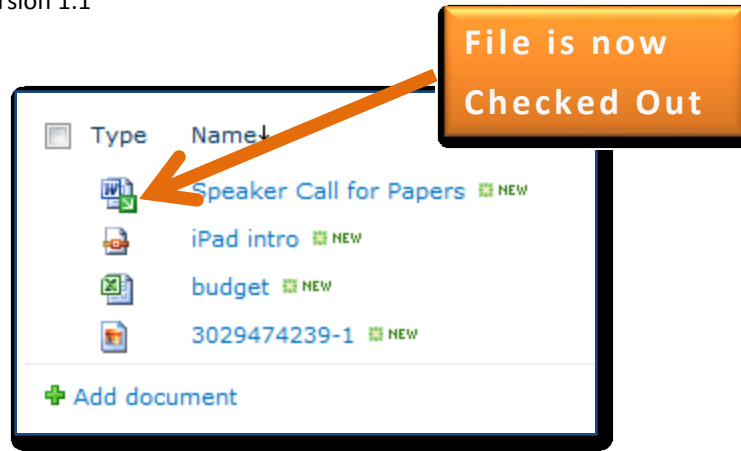 rsion 1.1
File is now
Checked Out
Type Name↓
Speaker Call for Papers NEW
iPad intro NEW
budget NEW
3029474239-1 NEW
Add document